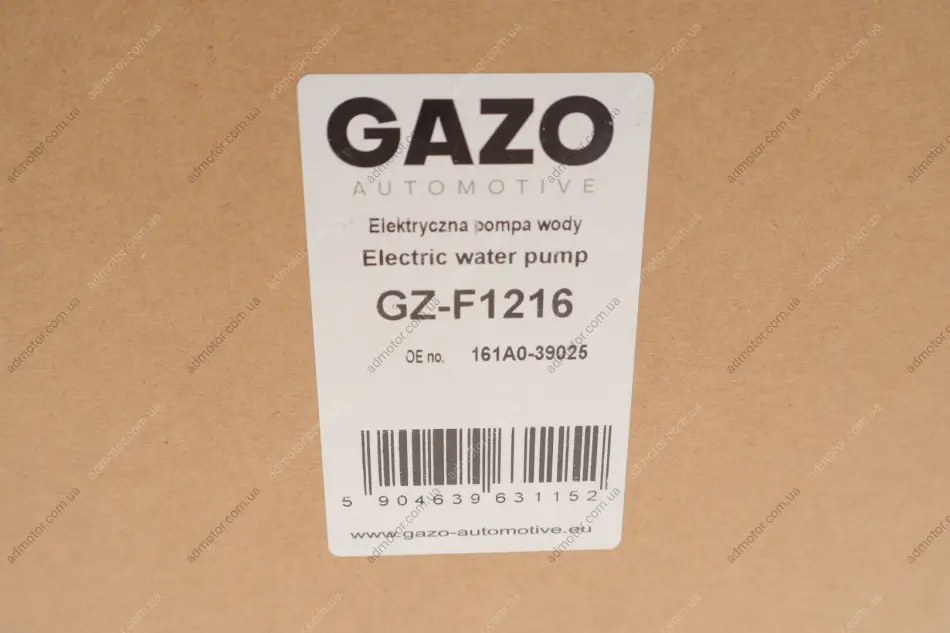 GAZO
AUTOMOTIVE
Elektryczna pompa wody
Electric water pump
GZ-F1216
OE no. 161A0-39025
5 904639 631152
www.gazo-automotive.eu
admotor.com.ua